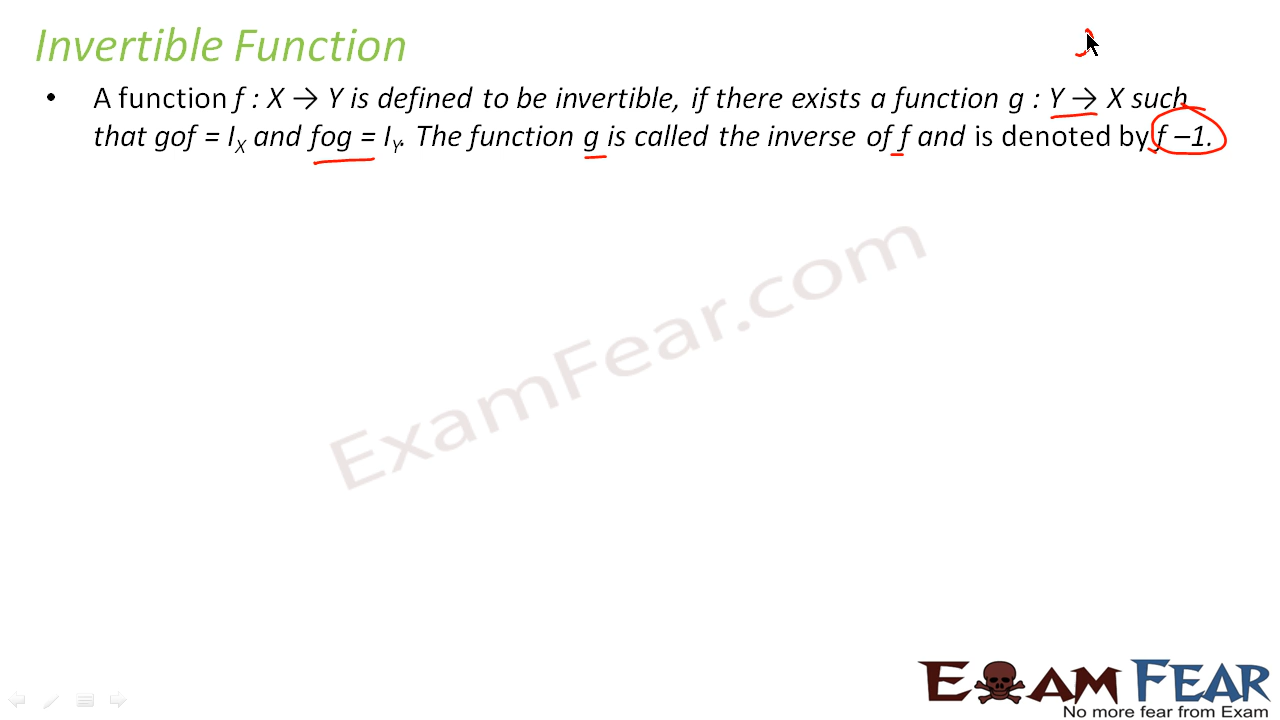 Invertible Function
• A function f : X → Y is defined to be invertible, if there exists a function g : Y → X such
that gof = I_X and fog = I_Y. The function g is called the inverse of f and is denoted by f –1.
ExamFear.com
EXAM FEAR
No more fear from Exam